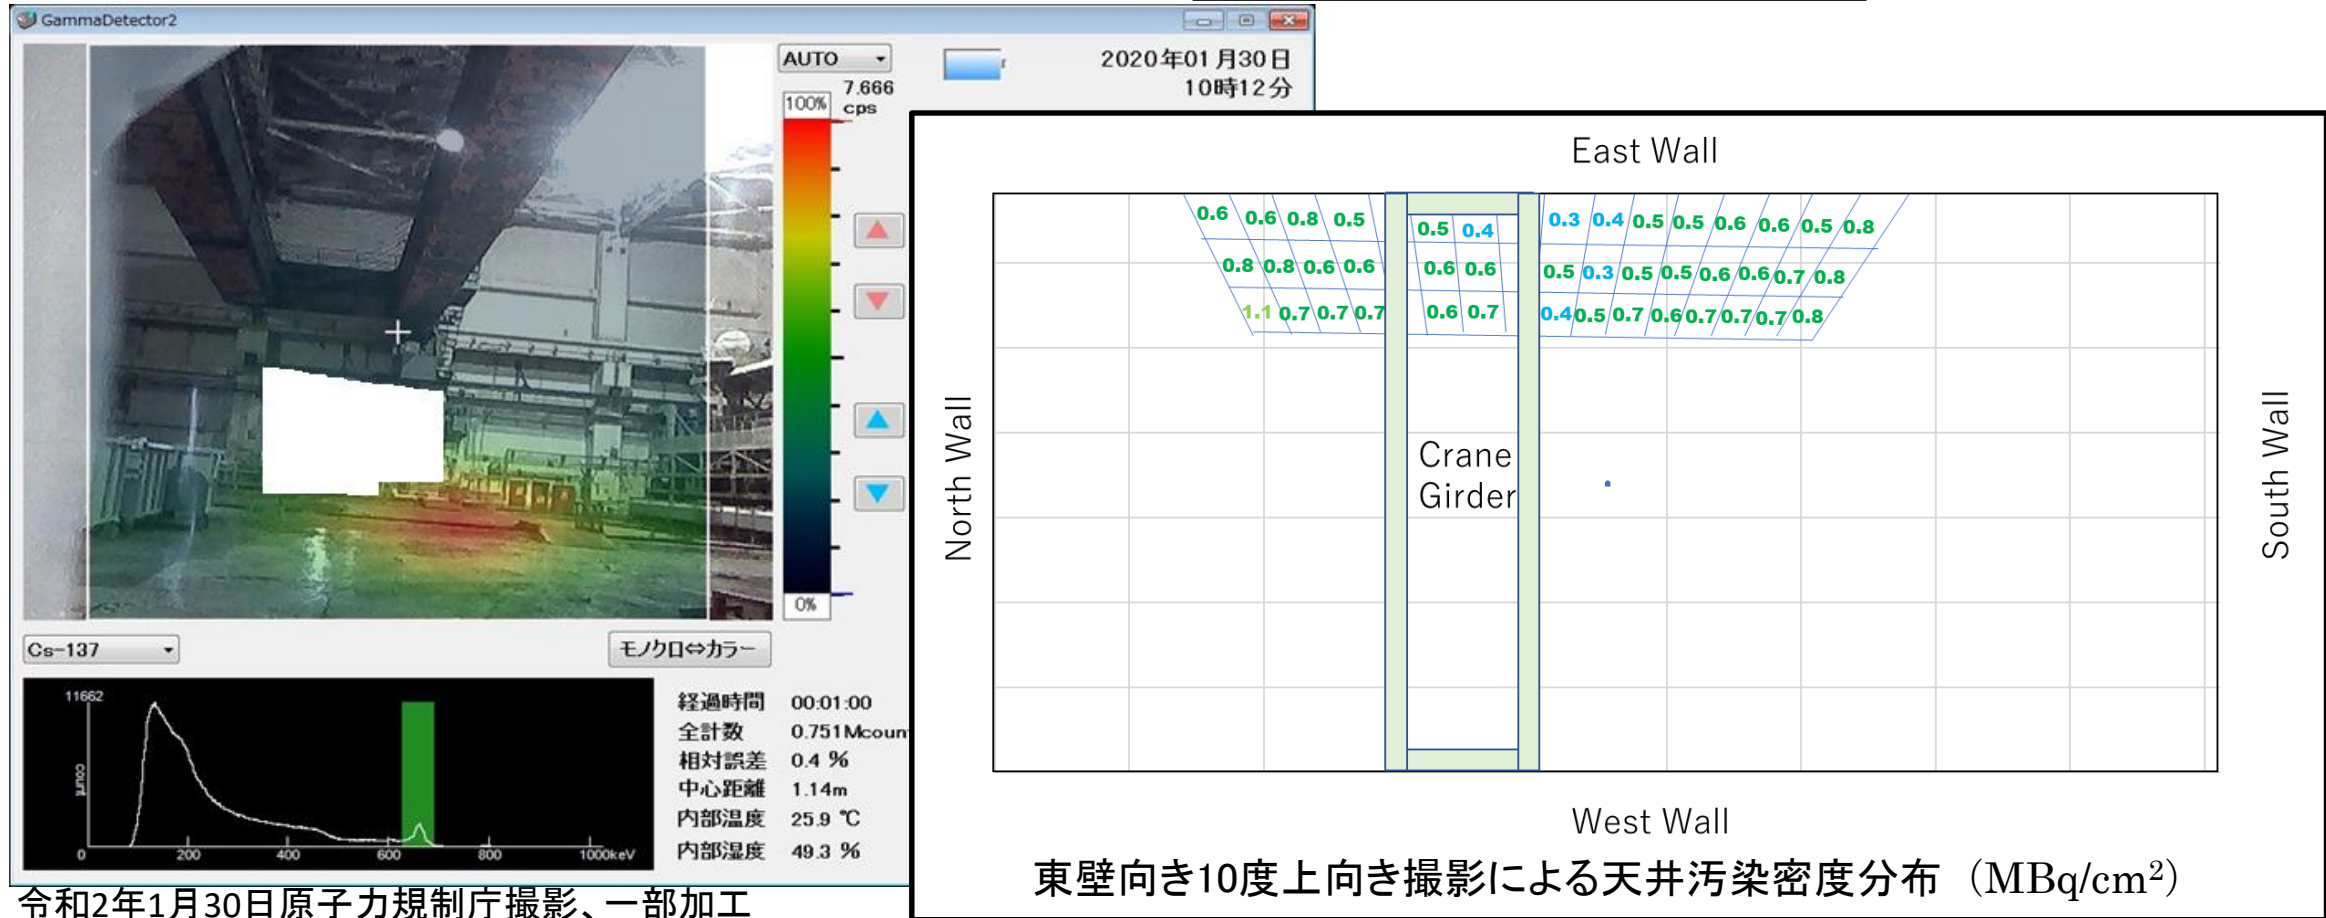 GammaDetector2
AUTO
7.666
cps
100%
0%
2020年01月30日
10時12分
Cs-137
モノクロ⇔カラー
11662
count
0 200 400 600 800 1000keV
経過時間 00:01:00
全計数 0.751Mcoun
相対誤差 0.4 %
中心距離 1.14m
内部温度 25.9 ℃
内部湿度 49.3 %
令和2年1月30日原子力規制庁撮影、一部加工
East Wall
0.6 0.6 0.8 0.5 0.5 0.4 0.3 0.4 0.5 0.5 0.6 0.6 0.5 0.8
0.8 0.8 0.6 0.6 0.6 0.6 0.5 0.3 0.5 0.5 0.6 0.6 0.7 0.8
1.1 0.7 0.7 0.7 0.6 0.7 0.4 0.5 0.7 0.6 0.7 0.7 0.7 0.8
North Wall
Crane
Girder
South Wall
West Wall
東壁向き10度上向き撮影による天井汚染密度分布（MBq/cm²）